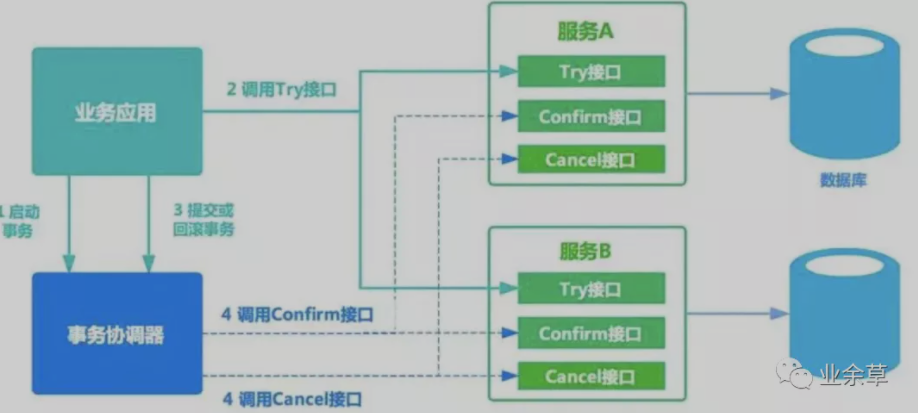 服务A
Try接口
2 调用Try接口
业务应用
Confirm接口
Cancel接口
数据库
1 启动
事务
3 提交或
回滚事务
服务B
Try接口
4 调用Confirm接口
Confirm接口
事务协调器
Cancel接口
4 调用Cancel接口
业余草